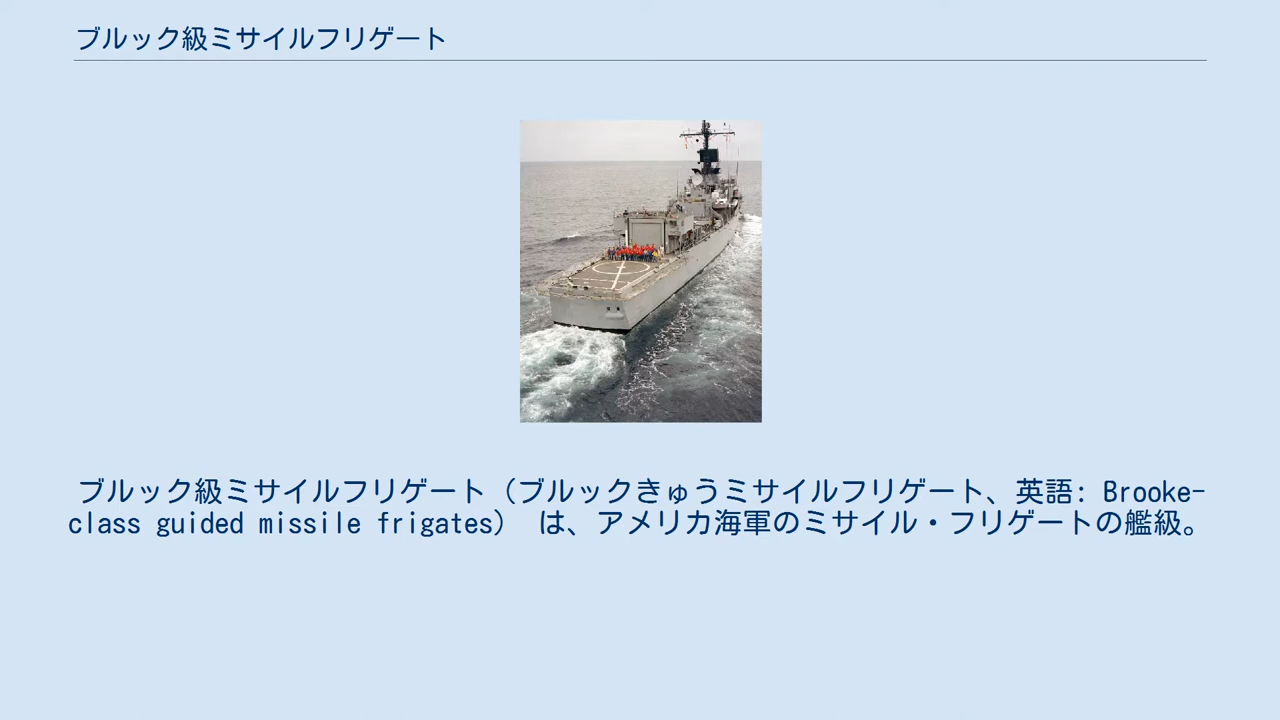 ブルック級ミサイルフリゲート
ブルック級ミサイルフリゲート（ブルックきゅうミサイルフリゲート、英語: Brooke-
class guided missile frigates） は、アメリカ海軍のミサイル・フリゲートの艦級。